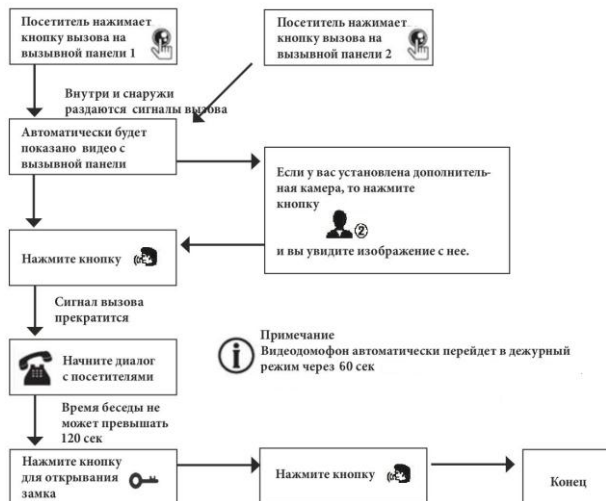 Посетитель нажимает
кнопку вызова на
вызывной панели 1
Посетитель нажимает
кнопку вызова на
вызывной панели 2
Внутри и снаружи
раздаются сигналы вызова
Автоматически будет
показано видео с
вызывной панели
Если у вас установлена дополнитель-
ная камера, то нажмите
кнопку
2
и вы увидите изображение с нее.
Нажмите кнопку
Сигнал вызова
прекратится
Начните диалог
с посетителями
Примечание
Видеодомофон автоматически перейдет в дежурный
режим через 60 сек
Время беседы не
может превышать
120 сек
Нажмите кнопку
для открывания
замка
Нажмите кнопку
Конец